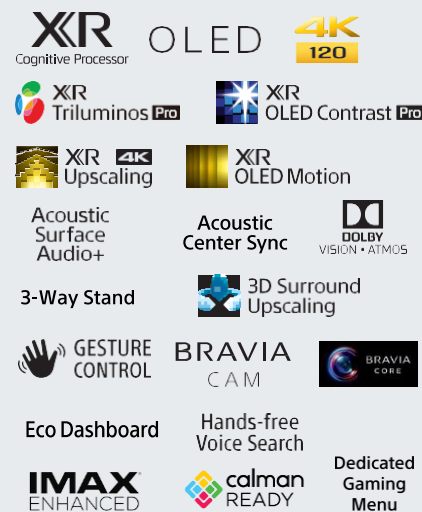 XR OLED 4K
Cognitive Processor 120
XR XR
Triluminos Pro OLED Contrast Pro
XR 4K XR
Upscaling OLED Motion
Acoustic
Surface
Audio+
Acoustic
Center Sync
DOLBY
VISION • ATMOS
3-Way Stand
3D Surround
Upscaling
GESTURE
CONTROL
BRAVIA
CAM
BRAVIA
CORE
Eco Dashboard
Hands-free
Voice Search
IMAX
ENHANCED
calman
READY
Dedicated
Gaming
Menu